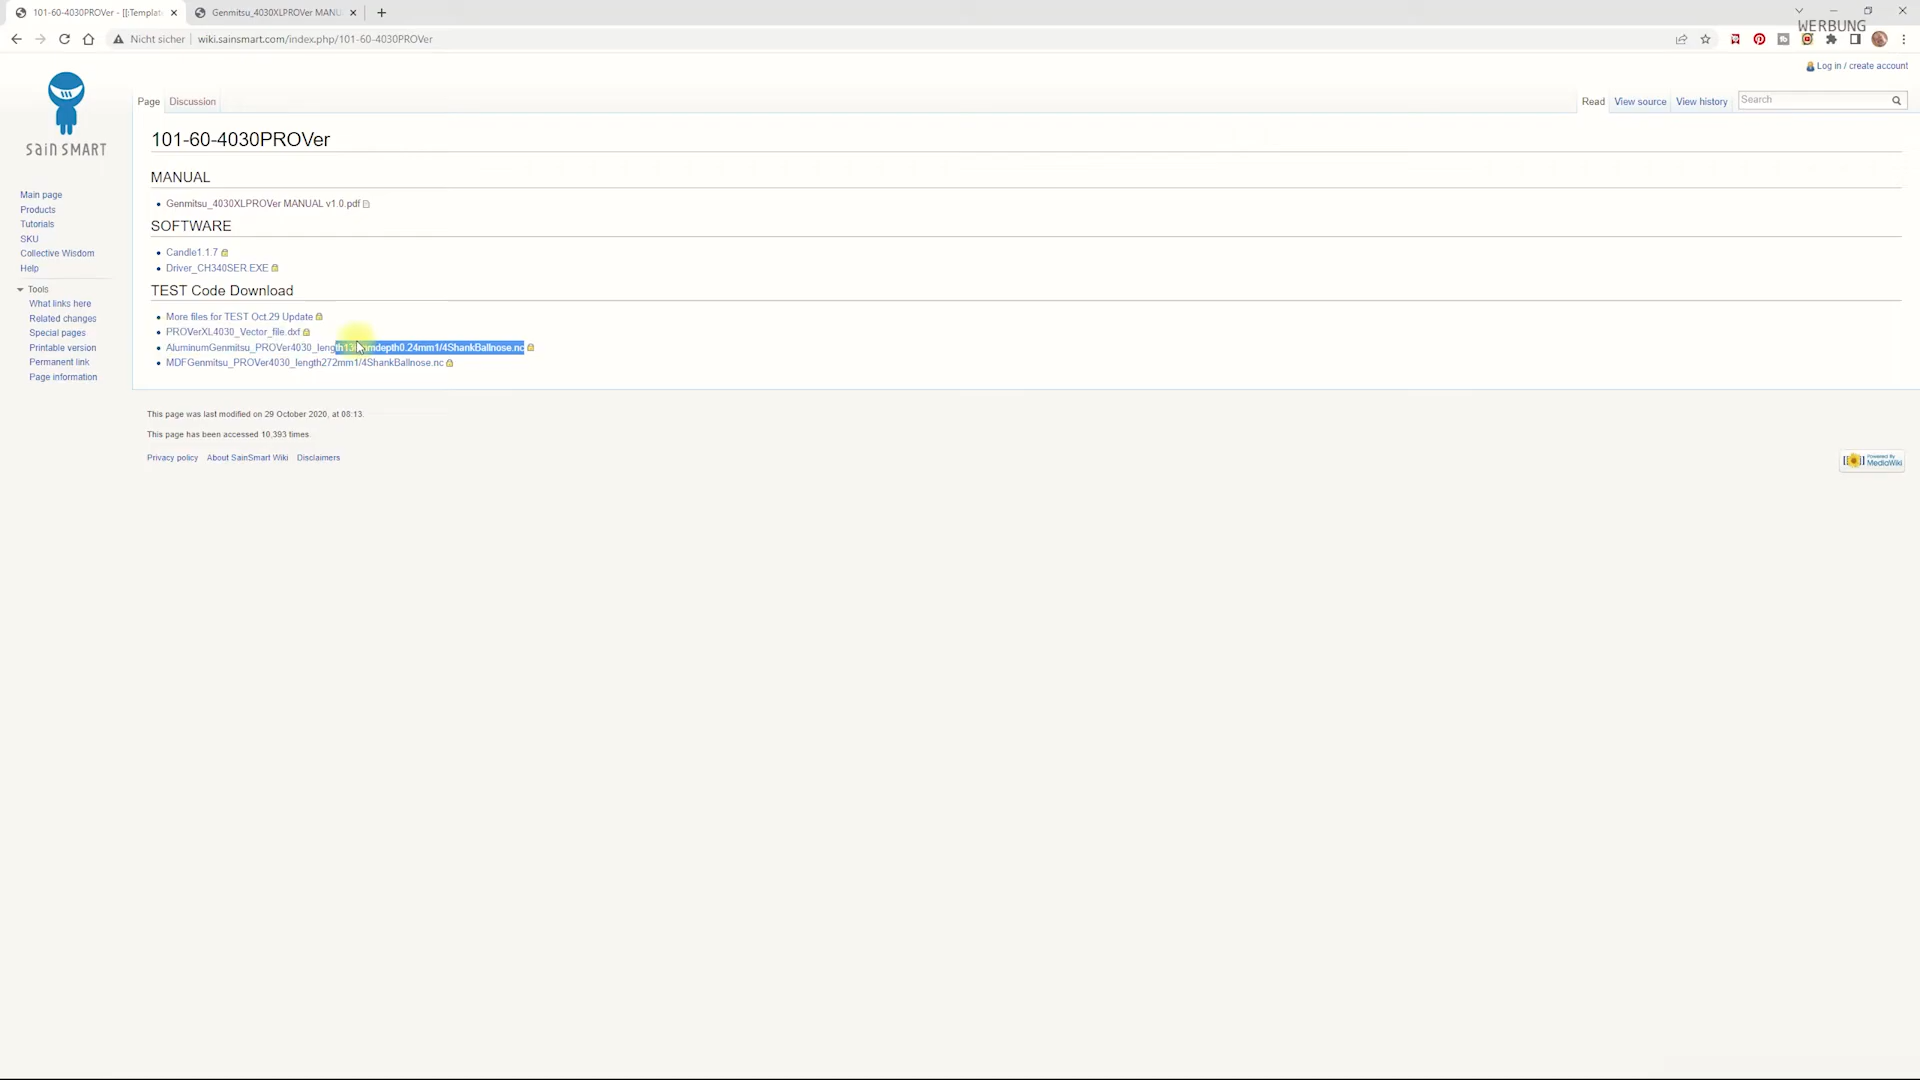 101-60-4030PROVer - [[:Templat
Genmitsu_4030XLPROVer MANU
WERBUNG
Nicht sicher
wiki.sainsmart.com/index.php/101-60-4030PROVer
Log in / create account
Page
Discussion
Read
View source
View history
Search
SainSMART
101-60-4030PROVer
MANUAL
Genmitsu_4030XLPROVer MANUAL v1.0.pdf
SOFTWARE
Candle1.1.7
Driver_CH340SER.EXE
TEST Code Download
More files for TEST Oct.29 Update
PROVerXL4030_Vector_file.dxf
MDFGenmitsu_PROVer4030_length272mm1/4ShankBallnose.nc
Main page
Products
Tutorials
SKU
Collective Wisdom
Help
Tools
What links here
Related changes
Special pages
Printable version
Permanent link
Page information
This page was last modified on 29 October 2020, at 08:13.
This page has been accessed 10,393 times
Privacy policy
About SainSmart Wiki
Disclaimers
Powered By
MediaWiki